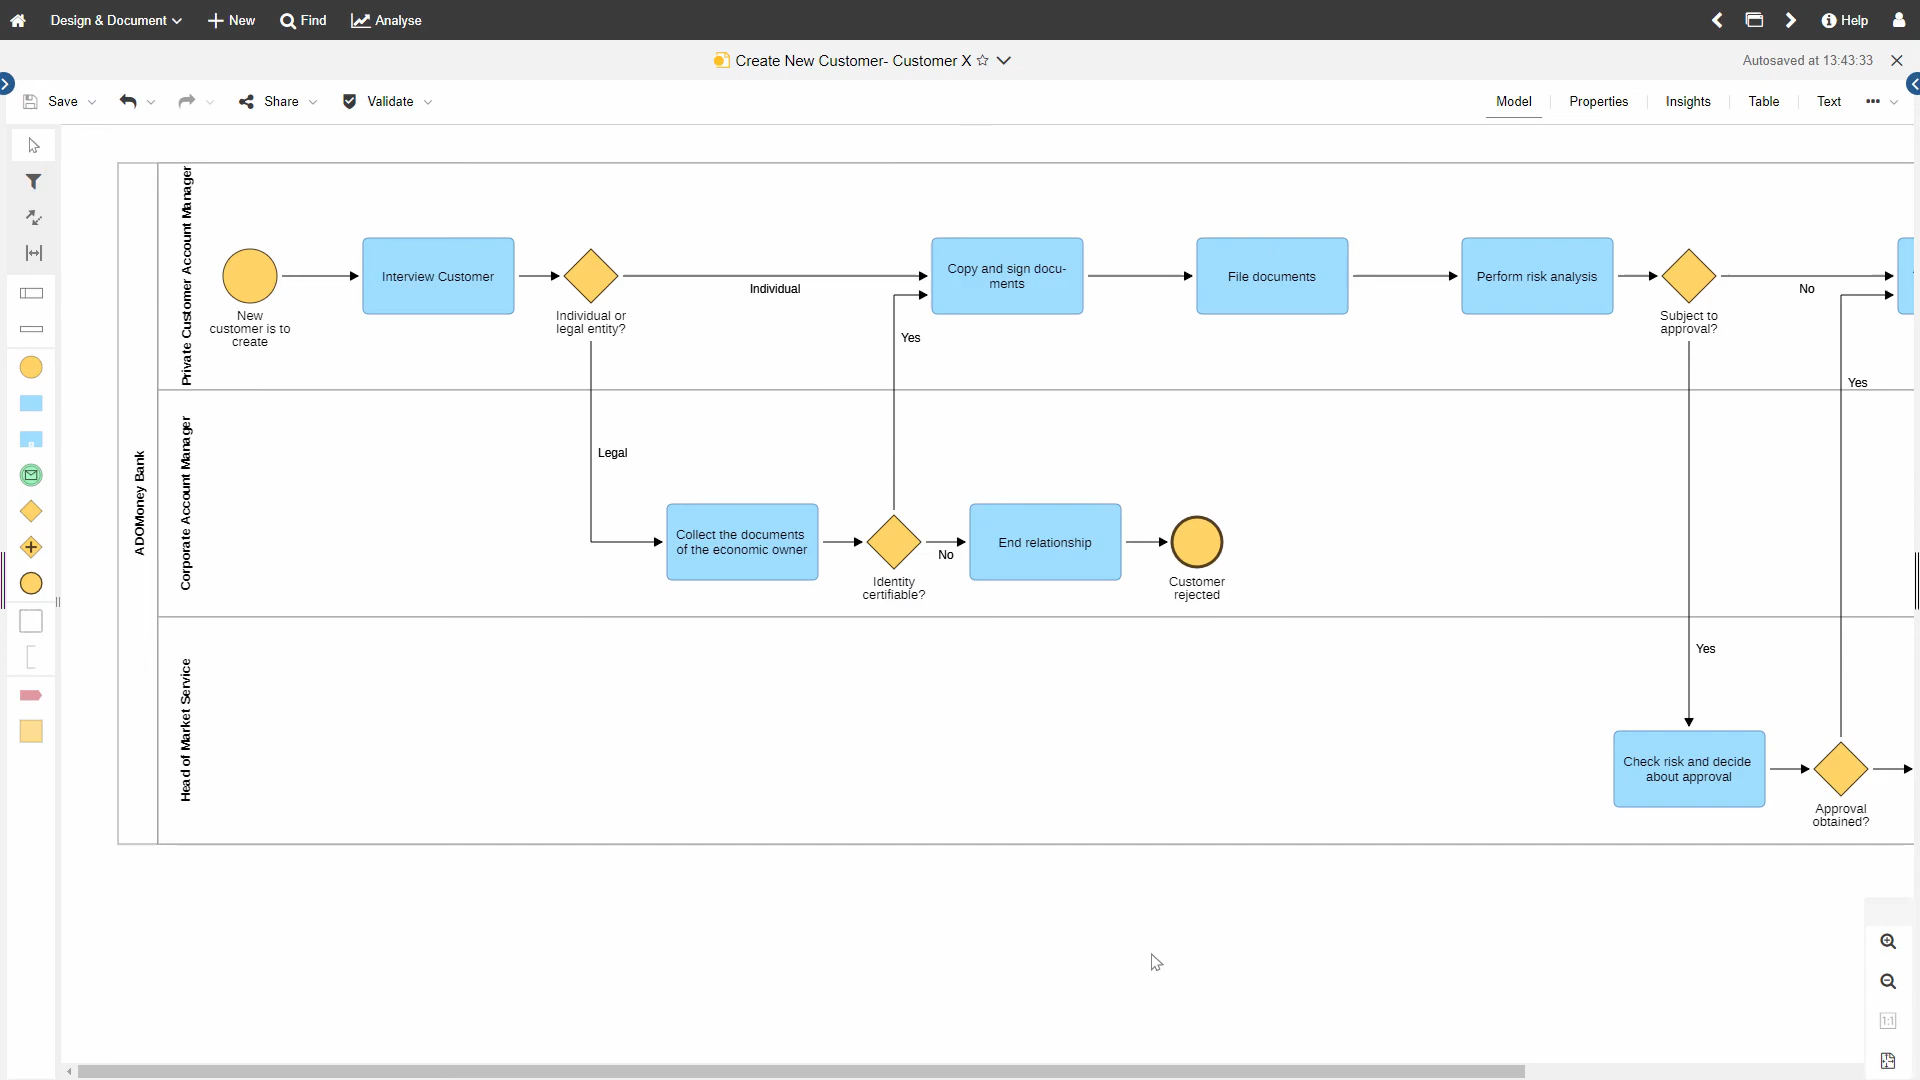 Design & Document
New
Find
Analyse
Help
Create New Customer- Customer X
Autosaved at 13:43:33
Save
Share
Validate
Model
Properties
Insights
Table
Text
ADOMoney Bank
Private Customer Account Manager
New
customer is to
create
Interview Customer
Individual or
legal entity?
Individual
Copy and sign docu-
ments
File documents
Perform risk analysis
Subject to
approval?
No
Yes
Yes
Corporate Account Manager
Legal
Collect the documents
of the economic owner
Identity
certifiable?
No
End relationship
Customer
rejected
Head of Market Service
Yes
Check risk and decide
about approval
Approval
obtained?
1:1